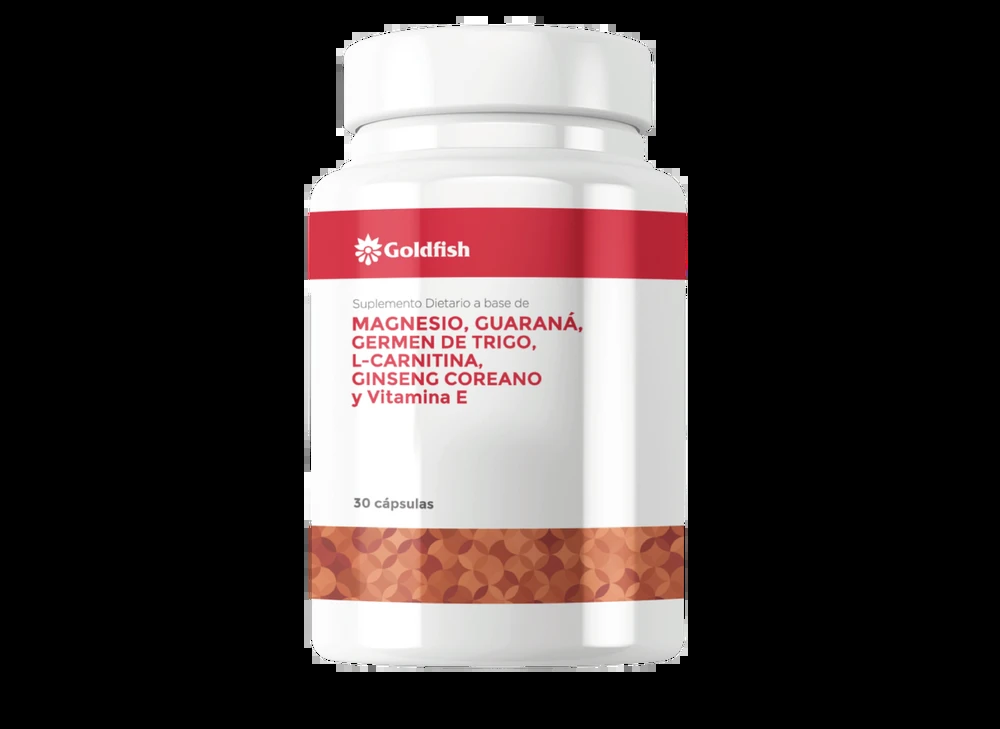 Goldfish
Suplemento Dietario a base de
MAGNESIO, GUARANÁ,
GERMEN DE TRIGO,
L-CARNITINA,
GINSENG COREANO
y Vitamina E
30 cápsulas